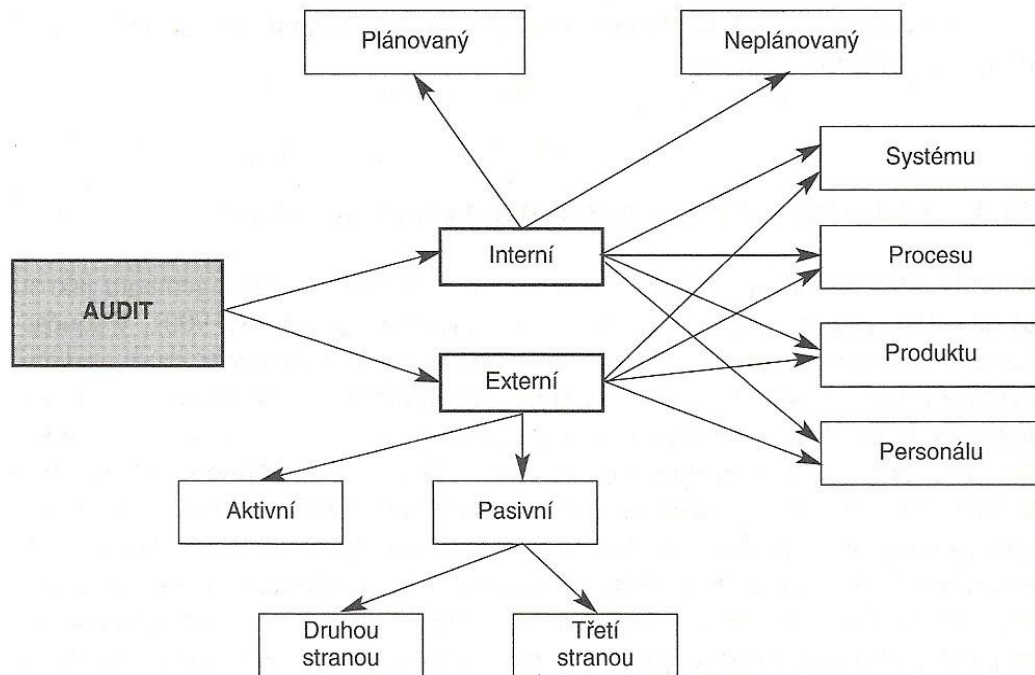 Plánovaný
Neplánovaný
Systému
Interní
Procesu
AUDIT
Produktu
Externí
Personálu
Aktivní
Pasivní
Druhou
stranou
Třetí
stranou